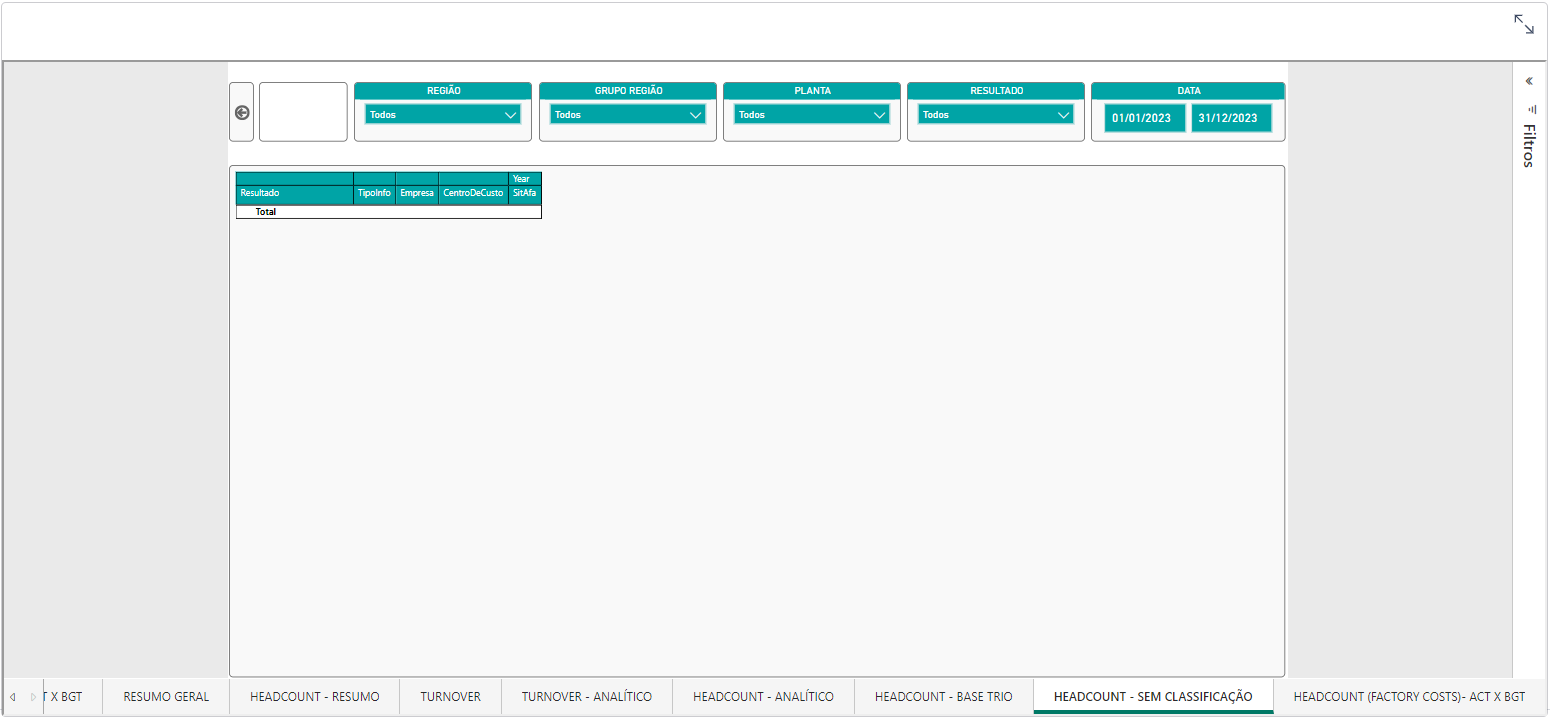 REGIÃO
Todos
GRUPO REGIÃO
Todos
PLANTA
Todos
RESULTADO
Todos
DATA
01/01/2023 31/12/2023
Filtros
Year
Resultado TipoInfo Empresa CentroDeCusto SitAfa
Total
T X BGT RESUMO GERAL HEADCOUNT - RESUMO TURNOVER TURNOVER - ANALÍTICO HEADCOUNT - ANALÍTICO HEADCOUNT - BASE TRIO HEADCOUNT - SEM CLASSIFICAÇÃO HEADCOUNT (FACTORY COSTS)- ACT X BGT